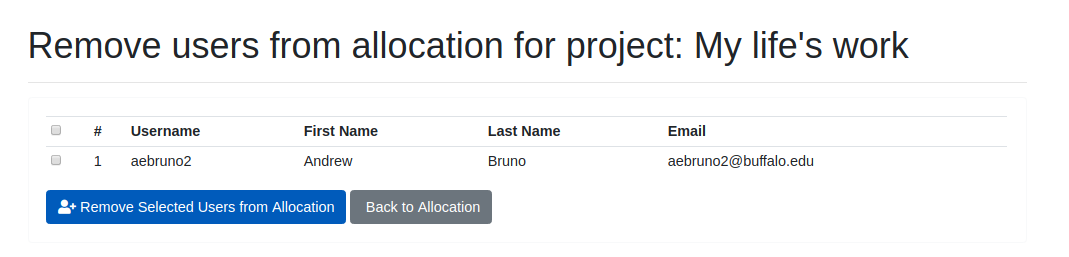 Remove users from allocation for project: My life's work
# Username First Name Last Name Email
1 aebruno2 Andrew Bruno aebruno2@buffalo.edu
Remove Selected Users from Allocation Back to Allocation